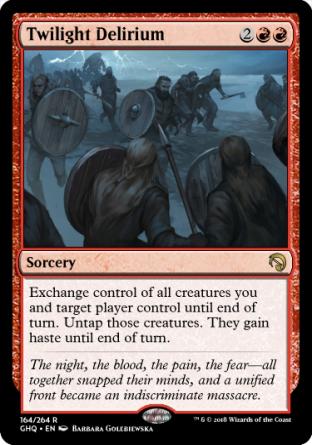 Twilight Delirium 2
Sorcery
Exchange control of all creatures you
and target player control until end of
turn. Untap those creatures. They gain
haste until end of turn.
The night, the blood, the pain, the fear—all
together snapped their minds, and a unified
front became an indiscriminate massacre.
164/264 R
GHQ • EN Barbara Golebiewska
™ & © 2018 Wizards of the Coast